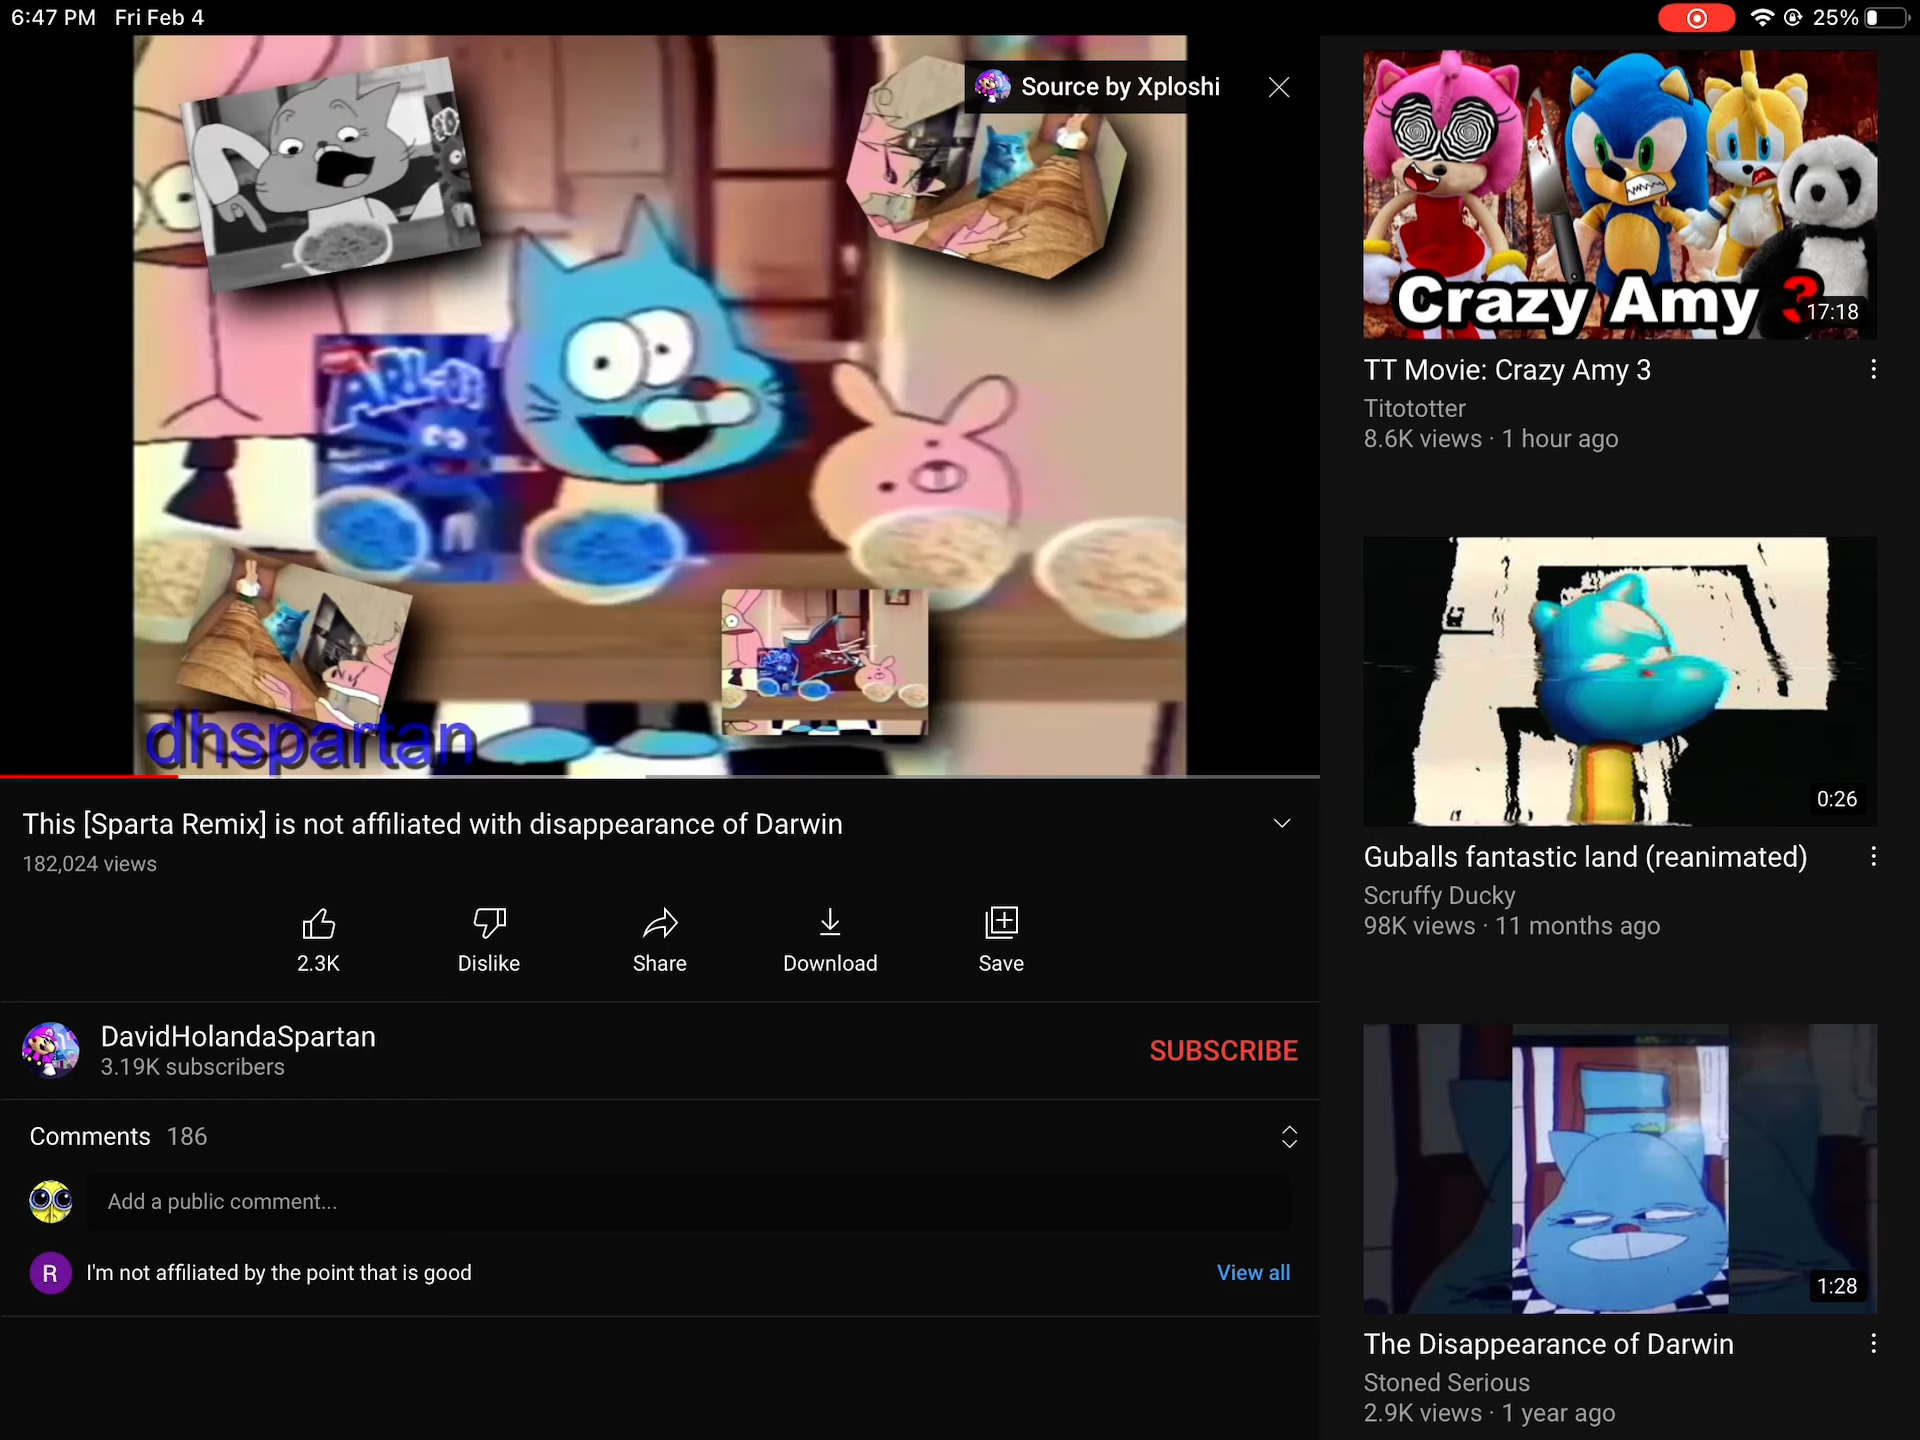 6:47 PM Fri Feb 4
25%
Source by Xploshi
dhspartan
This [Sparta Remix] is not affiliated with disappearance of Darwin
182,024 views
2.3K
Dislike
Share
Download
Save
DavidHolandaSpartan
3.19K subscribers
SUBSCRIBE
Comments 186
Add a public comment...
R
I'm not affiliated by the point that is good
View all
Crazy Amy 3
17:18
TT Movie: Crazy Amy 3
Titototter
8.6K views · 1 hour ago
0:26
Guballs fantastic land (reanimated)
Scruffy Ducky
98K views · 11 months ago
1:28
The Disappearance of Darwin
Stoned Serious
2.9K views · 1 year ago